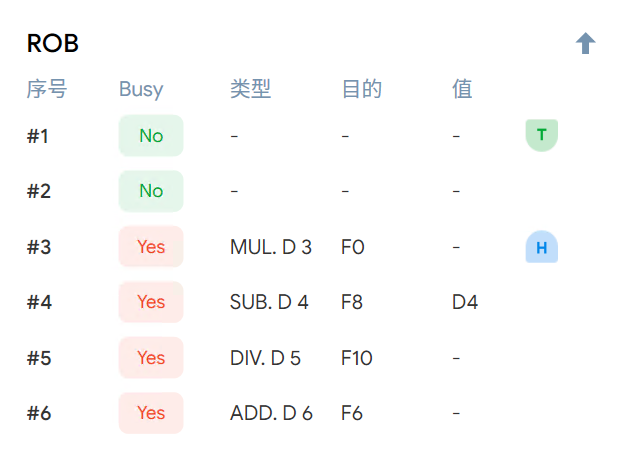 ROB
序号 Busy 类型 目的 值
#1 No - - - T
#2 No - - -
#3 Yes MUL. D 3 F0 - H
#4 Yes SUB. D 4 F8 D4
#5 Yes DIV. D 5 F10 -
#6 Yes ADD. D 6 F6 -